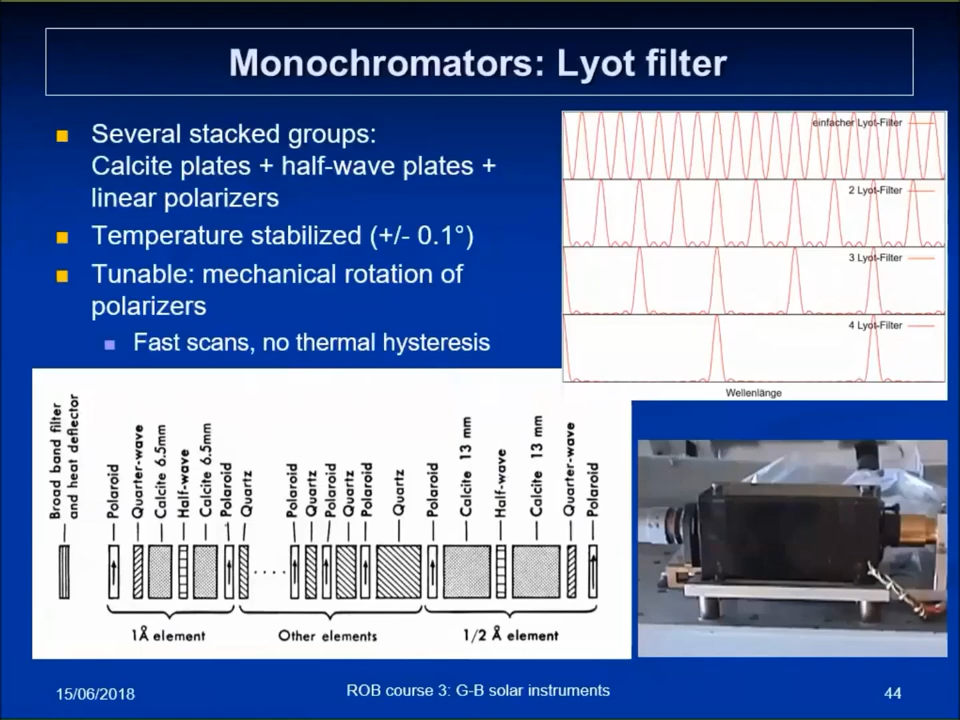 Monochromators: Lyot filter
Several stacked groups:
Calcite plates + half-wave plates +
linear polarizers
Temperature stabilized (+/- 0.1°)
Tunable: mechanical rotation of
polarizers
Fast scans, no thermal hysteresis
einfacher Lyot-Filter
2 Lyot-Filter
3 Lyot-Filter
4 Lyot-Filter
Wellenlänge
Broad band filter
and heat deflector
Polaroid
Quarter-wave
Calcite 6.5mm
Half-wave
Calcite 6.5mm
Polaroid
Quartz
Polaroid
Quartz
Polaroid
Quartz
Polaroid
Quartz
Polaroid
Calcite 13 mm
Half-wave
Calcite 13 mm
Quarter-wave
Polaroid
1Å element
Other elements
1/2 Å element
15/06/2018
ROB course 3: G-B solar instruments
44